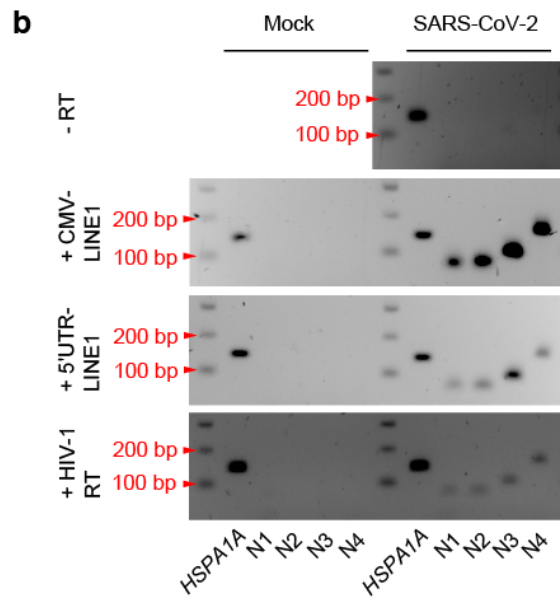 b
Mock SARS-CoV-2
- RT
200 bp
100 bp
+ CMV-
LINE1
200 bp
100 bp
+ 5'UTR-
LINE1
200 bp
100 bp
+ HIV-1
RT
200 bp
100 bp
HSPA1A N1 N2 N3 N4 HSPA1A N1 N2 N3 N4